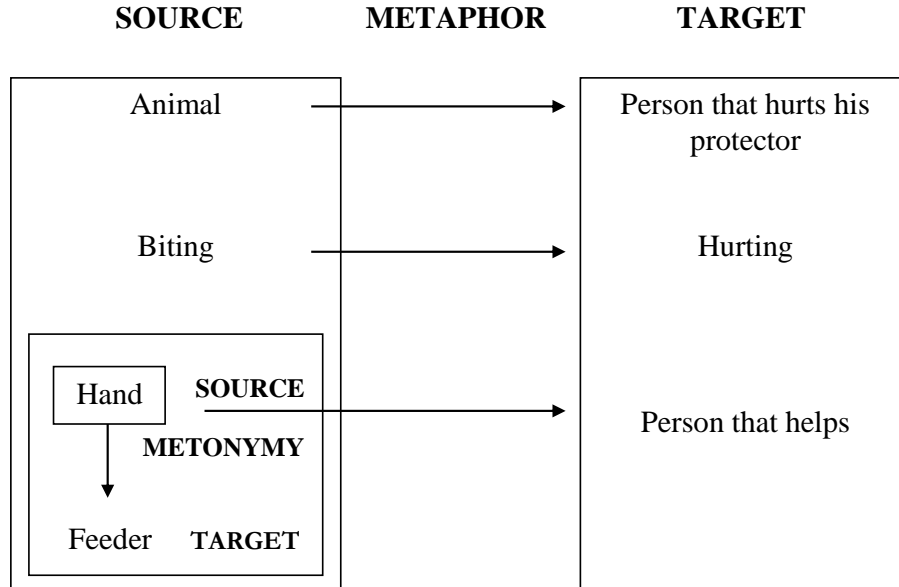 SOURCE METAPHOR TARGET
Animal
Person that hurts his
protector
Biting
Hurting
Hand
SOURCE
METONYMY
Person that helps
Feeder
TARGET